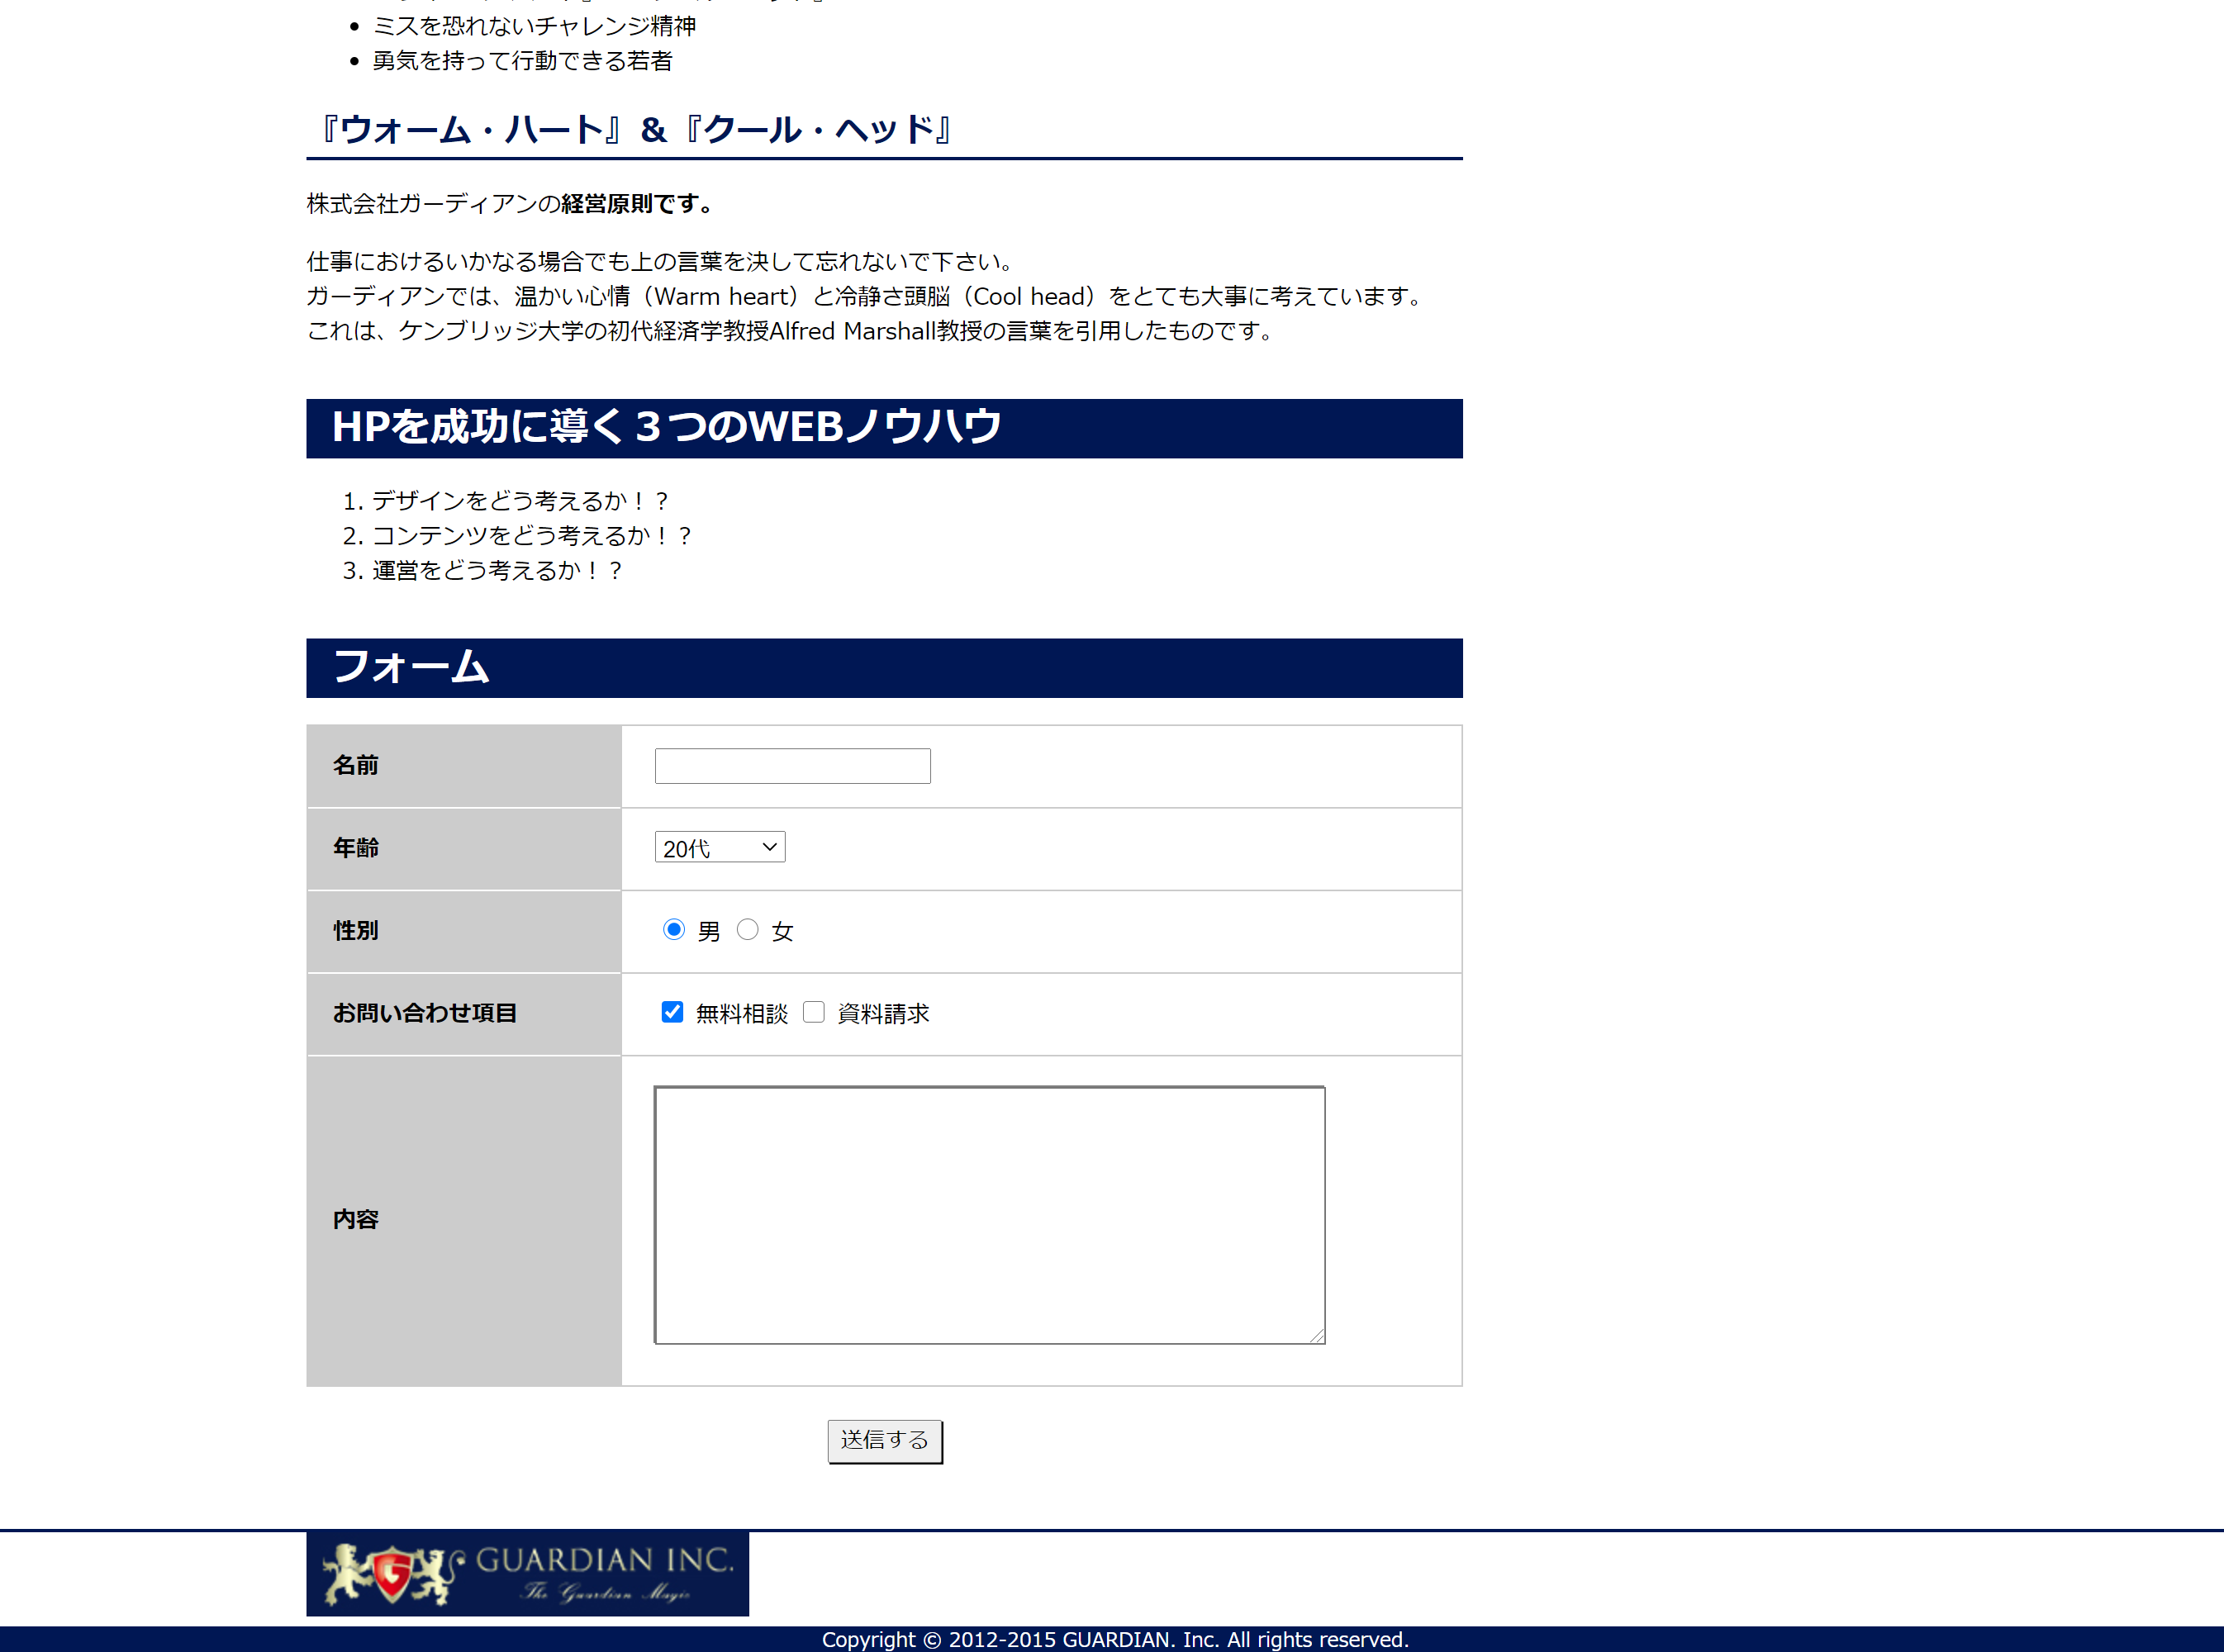 ミスを恐れないチャレンジ精神
勇気を持って行動できる若者
『ウォーム・ハート』&『クール・ヘッド』
株式会社ガーディアンの経営原則です。
仕事におけるいかなる場合でも上の言葉を決して忘れないで下さい。
ガーディアンでは、温かい心情（Warm heart）と冷静さ頭脳（Cool head）をとても大事に考えています。
これは、ケンブリッジ大学の初代経済学教授Alfred Marshall教授の言葉を引用したものです。
HPを成功に導く３つのWEBノウハウ
1. デザインをどう考えるか！？
2. コンテンツをどう考えるか！？
3. 運営をどう考えるか！？
フォーム
名前
年齢 20代
性別 男 女
お問い合わせ項目 無料相談 資料請求
内容
送信する
GUARDIAN INC.
The Guardian Magic
Copyright © 2012-2015 GUARDIAN. Inc. All rights reserved.